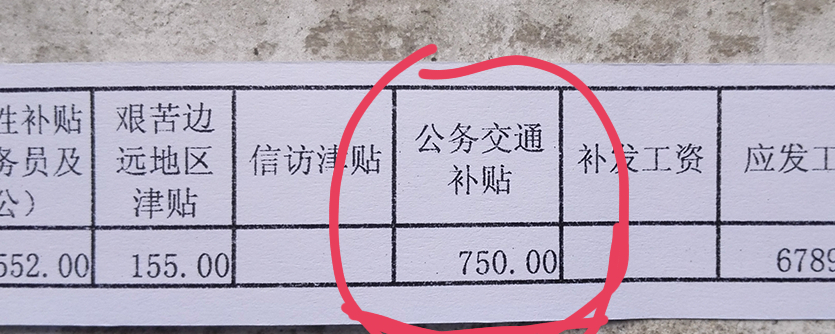 性补贴
务员及
公）
艰苦边
远地区
津贴
信访津贴
公务交通
补贴
补发工资
应发工
552.00
155.00
750.00
6789